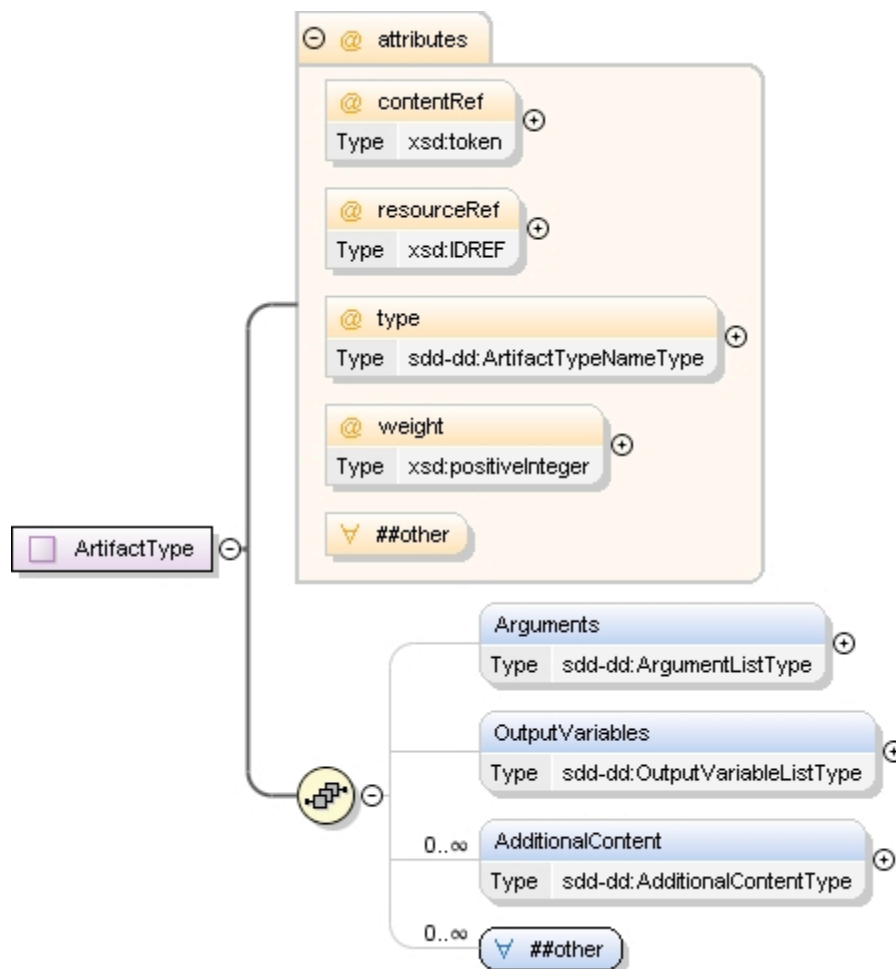 @ attributes
@ contentRef
Type xsd:token
@ resourceRef
Type xsd:IDREF
@ type
Type sdd-dd:ArtifactTypeNameType
@ weight
Type xsd:positiveInteger
∀ ##other
ArtifactType
Arguments
Type sdd-dd:ArgumentListType
OutputVariables
Type sdd-dd:OutputVariableListType
0..∞ AdditionalContent
Type sdd-dd:AdditionalContentType
0..∞ ∀ ##other